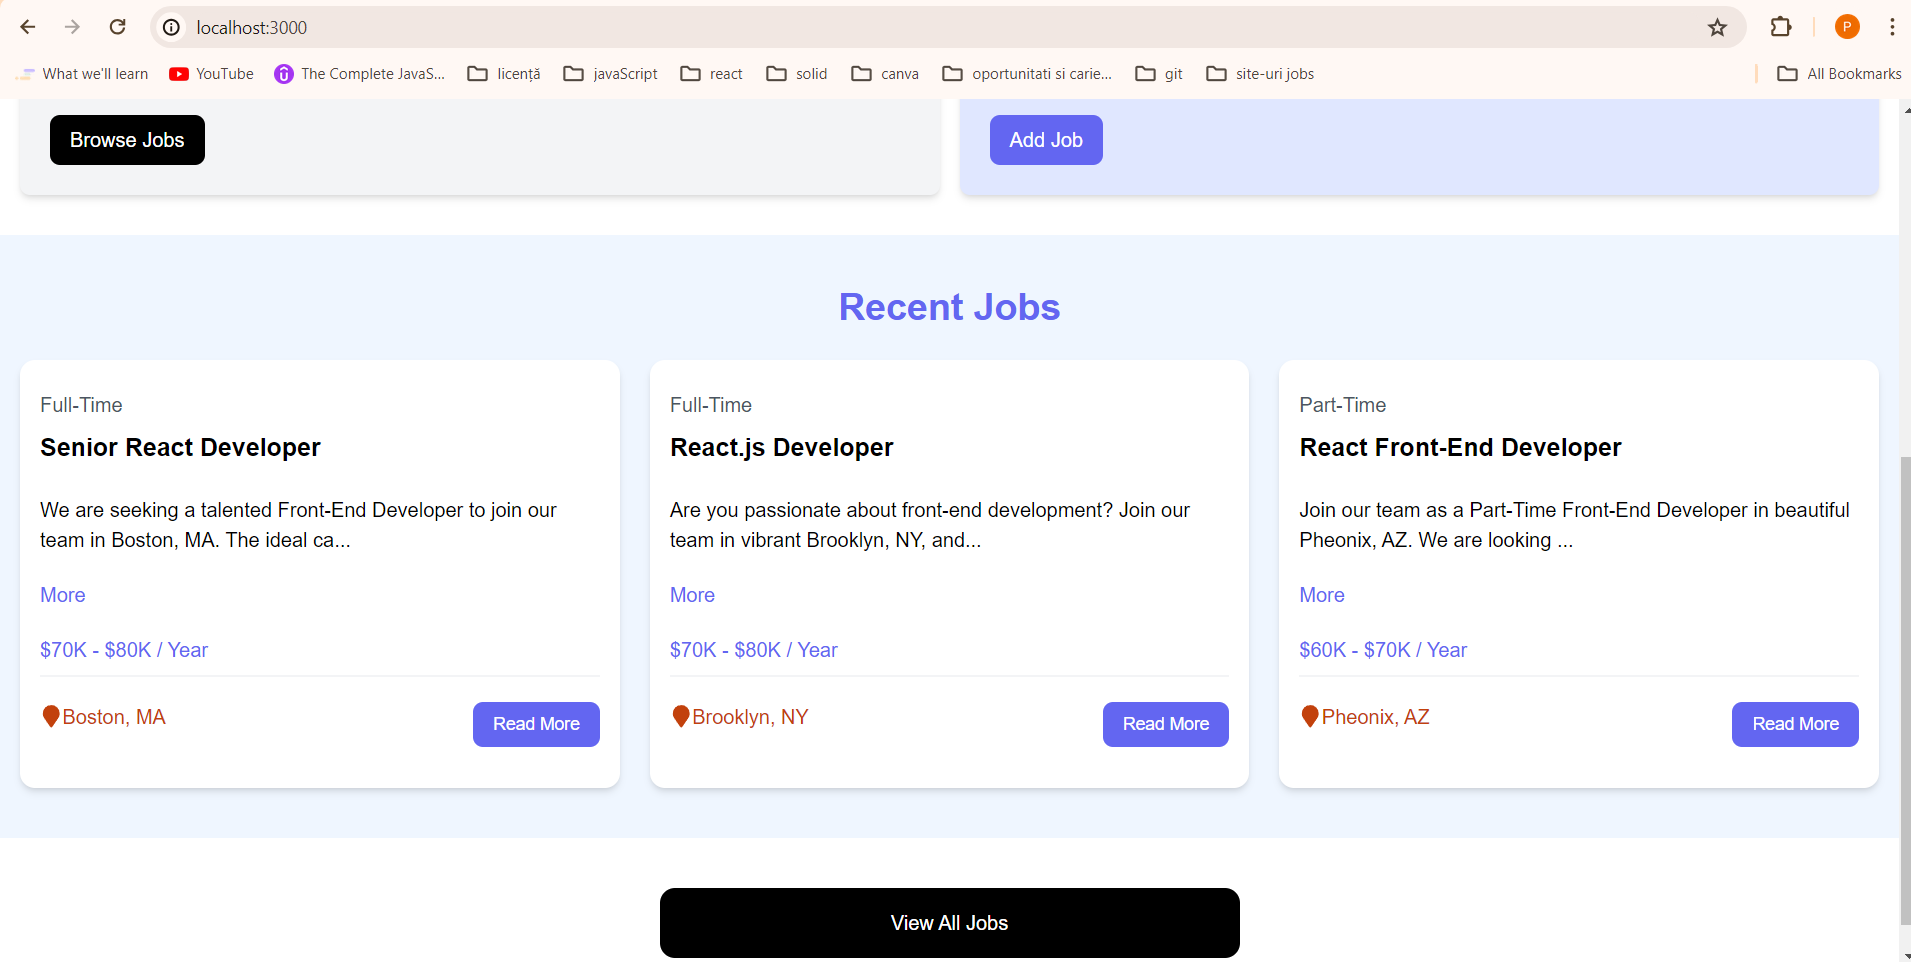 localhost:3000
P
What we'll learn
YouTube
The Complete JavaS...
licență
javaScript
react
solid
canva
oportunitati si carie...
git
site-uri jobs
All Bookmarks
Browse Jobs
Add Job
Recent Jobs
Full-Time
Senior React Developer
We are seeking a talented Front-End Developer to join our
team in Boston, MA. The ideal ca...
More
$70K - $80K / Year
Boston, MA
Read More
Full-Time
React.js Developer
Are you passionate about front-end development? Join our
team in vibrant Brooklyn, NY, and...
More
$70K - $80K / Year
Brooklyn, NY
Read More
Part-Time
React Front-End Developer
Join our team as a Part-Time Front-End Developer in beautiful
Pheonix, AZ. We are looking ...
More
$60K - $70K / Year
Pheonix, AZ
Read More
View All Jobs